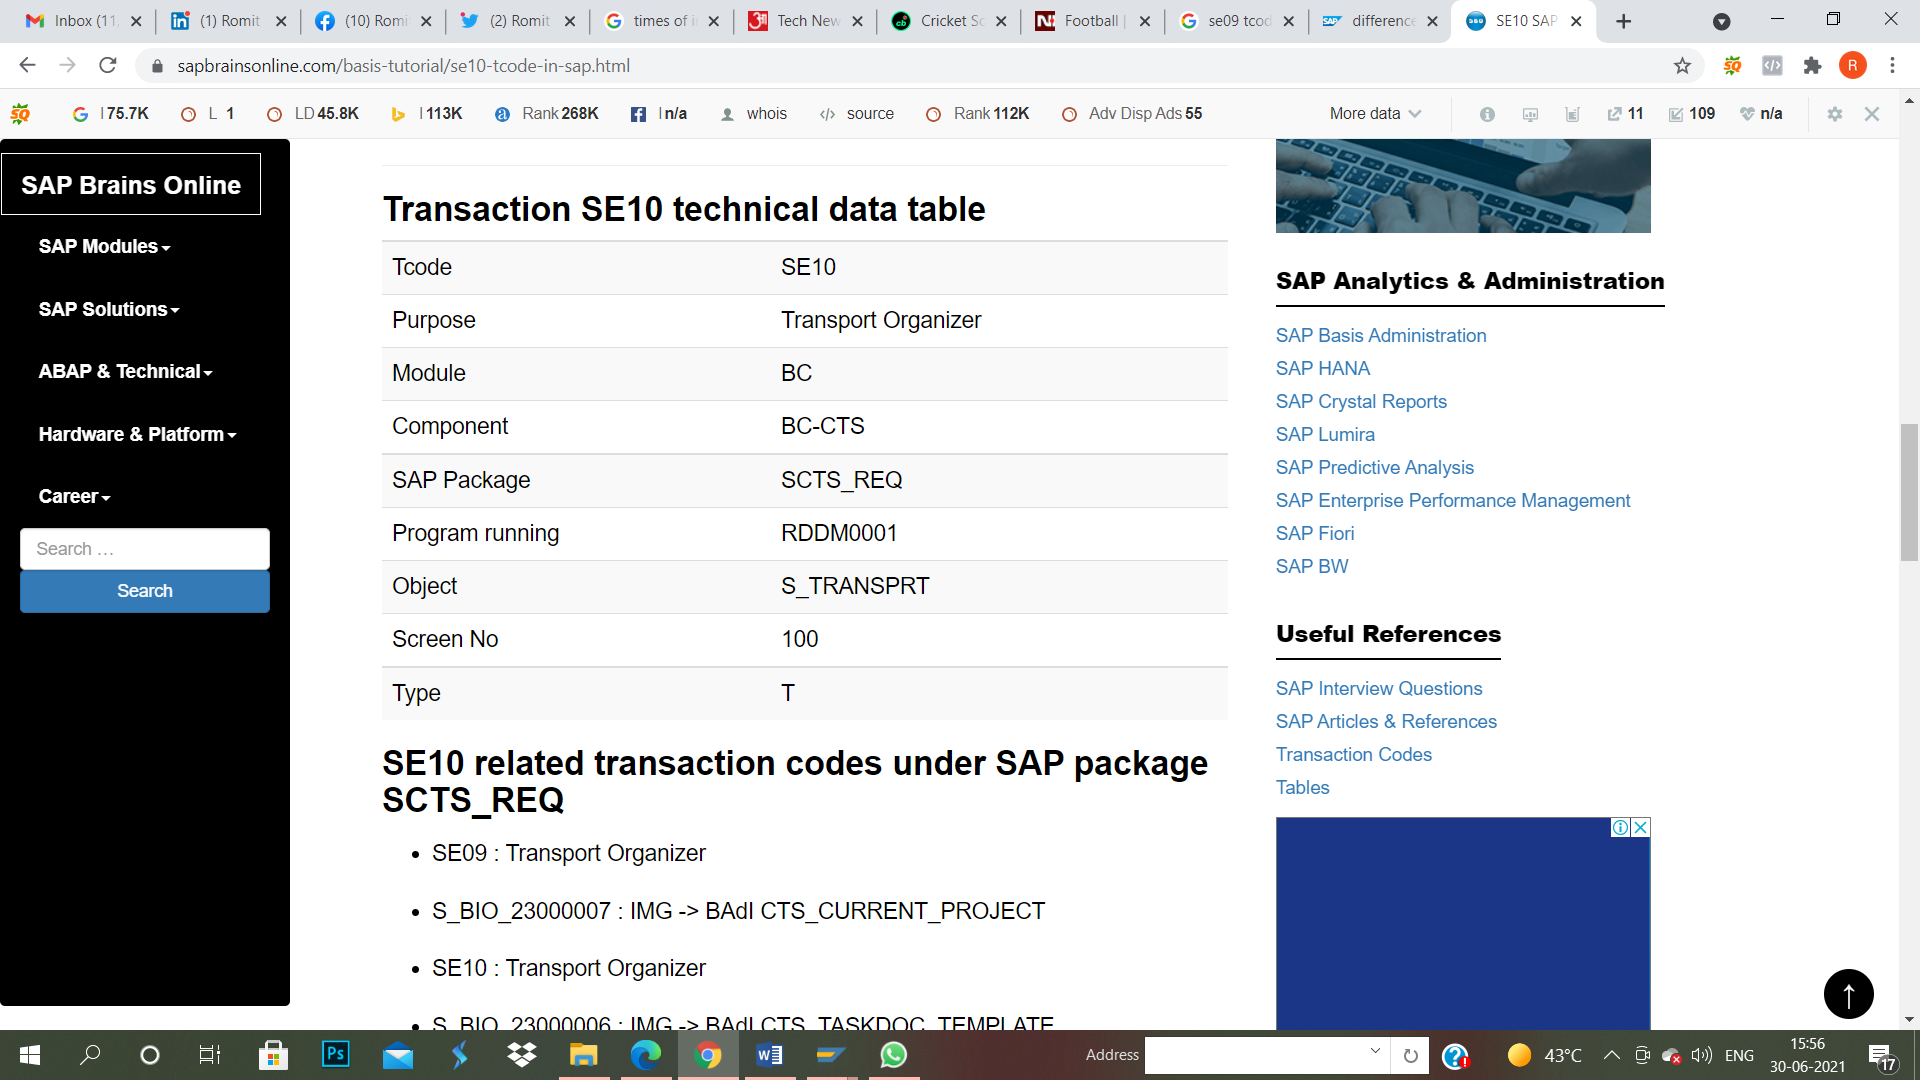 Inbox (11,
(1) Romit
(10) Romi
(2) Romit
times of i
Tech New
Cricket Sc
Football |
se09 tcod
difference
SE10 SAP
sapbrainsonline.com/basis-tutorial/se10-tcode-in-sap.html
R
SQ
I 75.7K
L 1
LD 45.8K
I 113K
Rank 268K
I n/a
whois
source
Rank 112K
Adv Disp Ads 55
More data
11
109
n/a
SAP Brains Online
SAP Modules
SAP Solutions
ABAP & Technical
Hardware & Platform
Career
Search …
Search
Transaction SE10 technical data table
Tcode SE10
Purpose Transport Organizer
Module BC
Component BC-CTS
SAP Package SCTS_REQ
Program running RDDM0001
Object S_TRANSPRT
Screen No 100
Type T
SE10 related transaction codes under SAP package
SCTS_REQ
• SE09 : Transport Organizer
• S_BIO_23000007 : IMG -> BAdI CTS_CURRENT_PROJECT
• SE10 : Transport Organizer
• S_BIO_23000006 : IMG -> BAdI CTS_TASKDOC_TEMPLATE
SAP Analytics & Administration
SAP Basis Administration
SAP HANA
SAP Crystal Reports
SAP Lumira
SAP Predictive Analysis
SAP Enterprise Performance Management
SAP Fiori
SAP BW
Useful References
SAP Interview Questions
SAP Articles & References
Transaction Codes
Tables
Ps
Address
43°C
ENG
15:56
30-06-2021
17